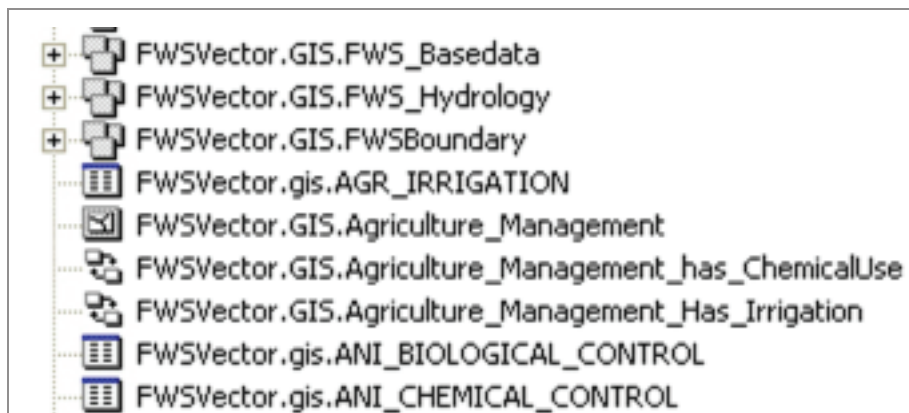 FWSVector.GIS.FWS_Basedata
FWSVector.GIS.FWS_Hydrology
FWSVector.GIS.FWSBoundary
FWSVector.gis.AGR_IRRIGATION
FWSVector.GIS.Agriculture_Management
FWSVector.GIS.Agriculture_Management_has_ChemicalUse
FWSVector.GIS.Agriculture_Management_Has_Irrigation
FWSVector.gis.ANI_BIOLOGICAL_CONTROL
FWSVector.gis.ANI_CHEMICAL_CONTROL